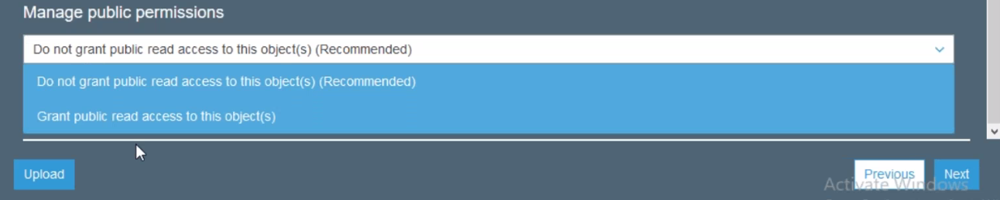 Manage public permissions
Do not grant public read access to this object(s) (Recommended)
Do not grant public read access to this object(s) (Recommended)
Grant public read access to this object(s)
Upload
Previous
Next
Activate Windows